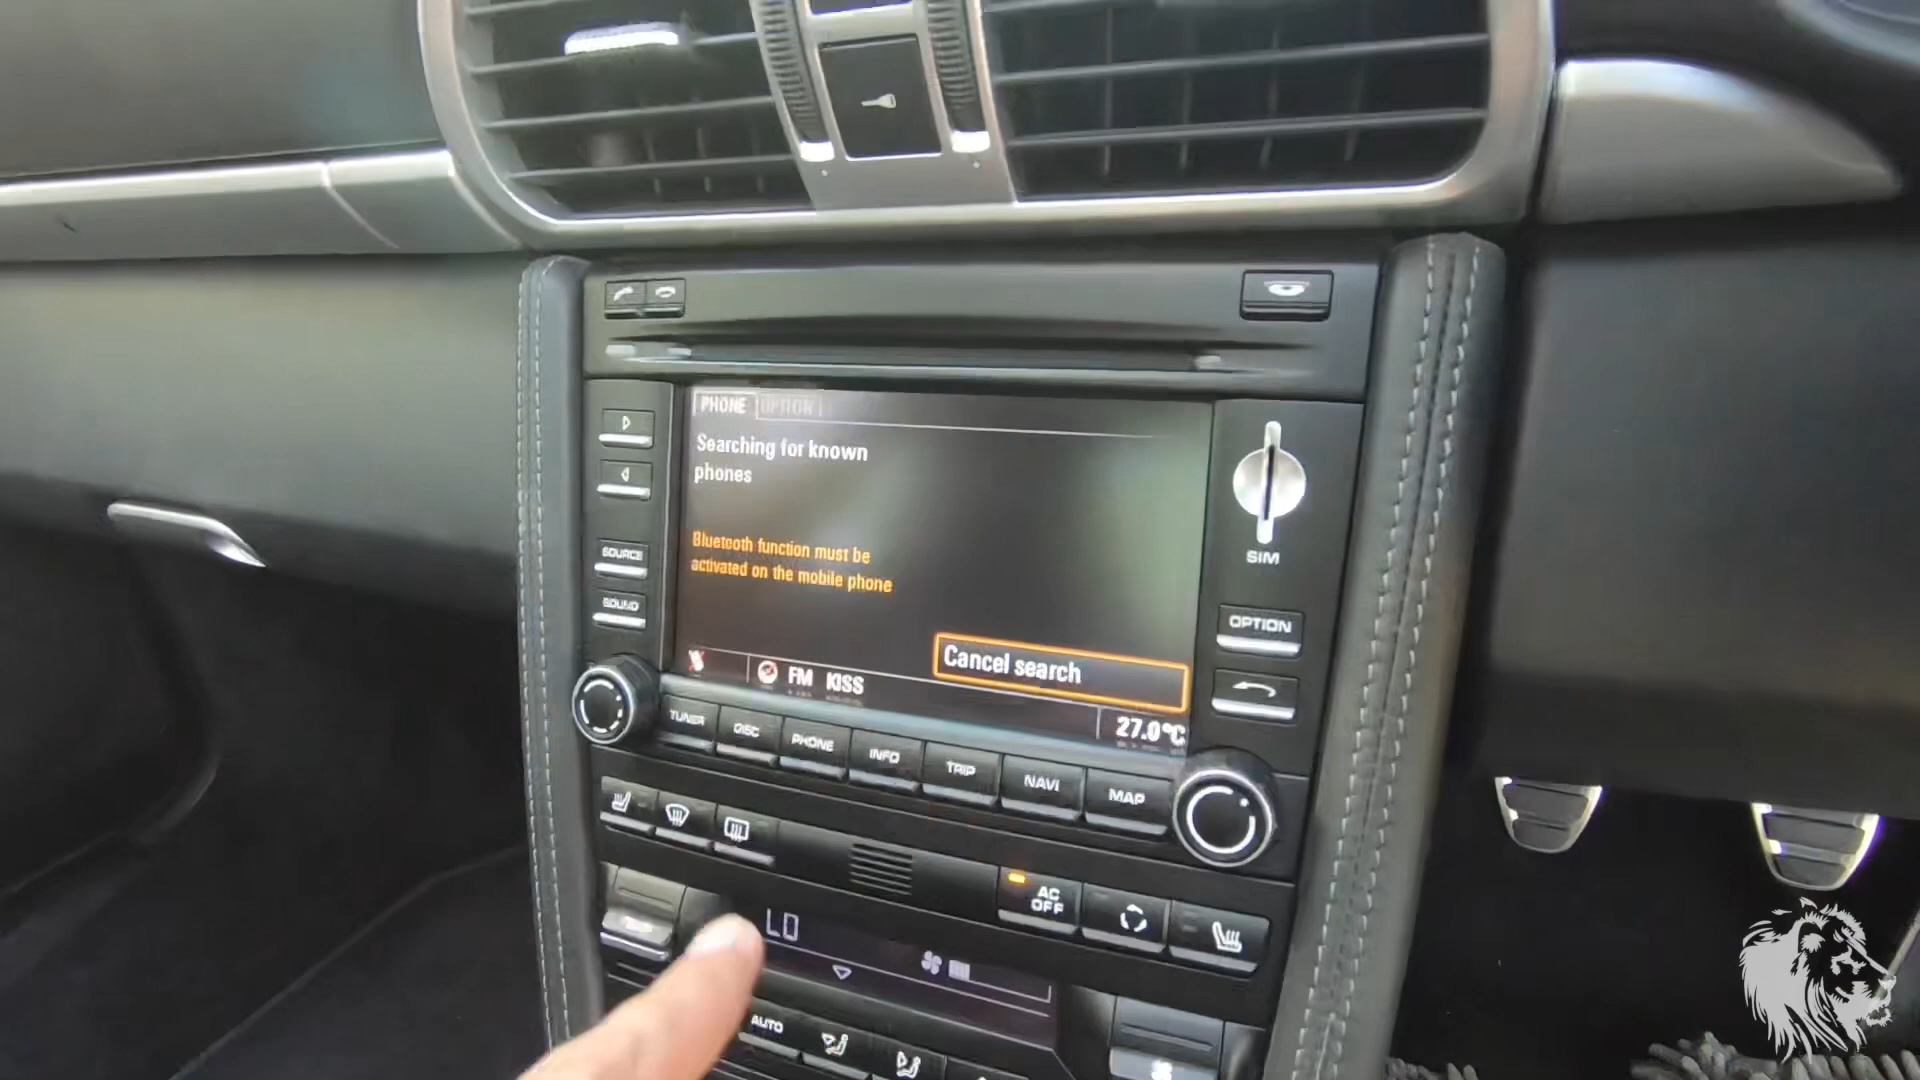 PHONE OPTION
Searching for known
phones
Bluetooth function must be
activated on the mobile phone
Cancel search
FM KISS
27.0°C
SOURCE
SOUND
SIM
OPTION
TUNER DISC PHONE INFO TRIP NAVI MAP
AC
OFF
LO
AUTO